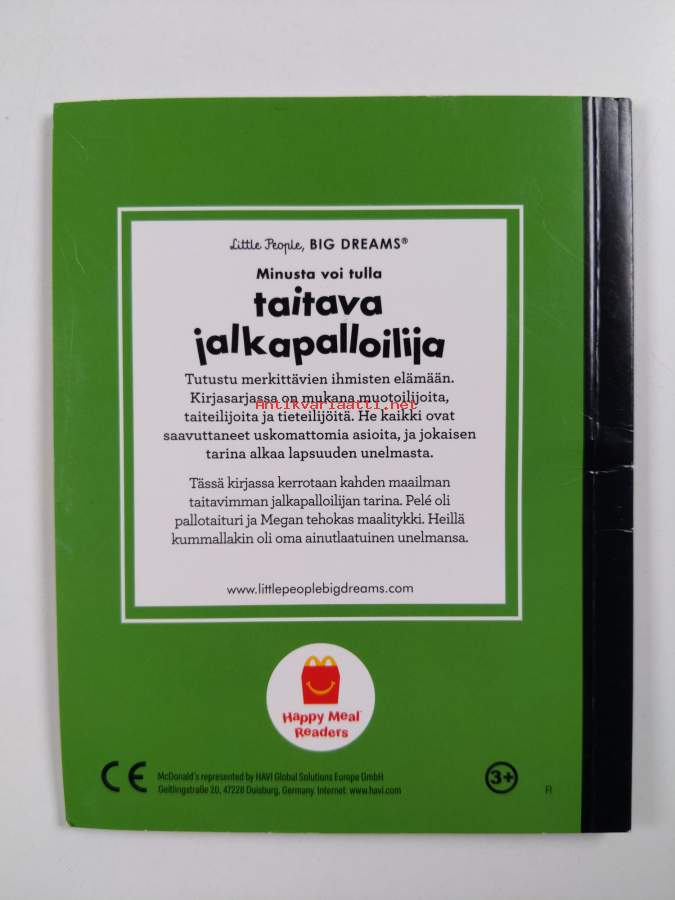 Little People, BIG DREAMS®
Minusta voi tulla
taitava
jalkapalloilija
Tutustu merkittävien ihmisten elämään.
Kirjasarjassa on mukana muotoilijoita,
Antikvariaatti.net
taiteilijoita ja tieteilijöitä. He kaikki ovat
saavuttaneet uskomattomia asioita, ja jokaisen
tarina alkaa lapsuuden unelmasta.
Tässä kirjassa kerrotaan kahden maailman
taitavimman jalkapalloilijan tarina. Pelé oli
pallotaituri ja Megan tehokas maalitykki. Heillä
kummallakin oli oma ainutlaatuinen unelmansa.
www.littlepeoplebigdreams.com
Happy Meal™
Readers
CE
McDonald's represented by HAVI Global Solutions Europe GmbH
Geitlingstraße 20, 47228 Duisburg, Germany. Internet: www.havi.com
3+
FI